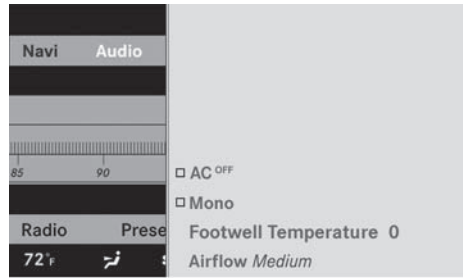 Navi Audio
85 90
Radio Prese
72°F
□ AC OFF
□ Mono
Footwell Temperature 0
Airflow Medium